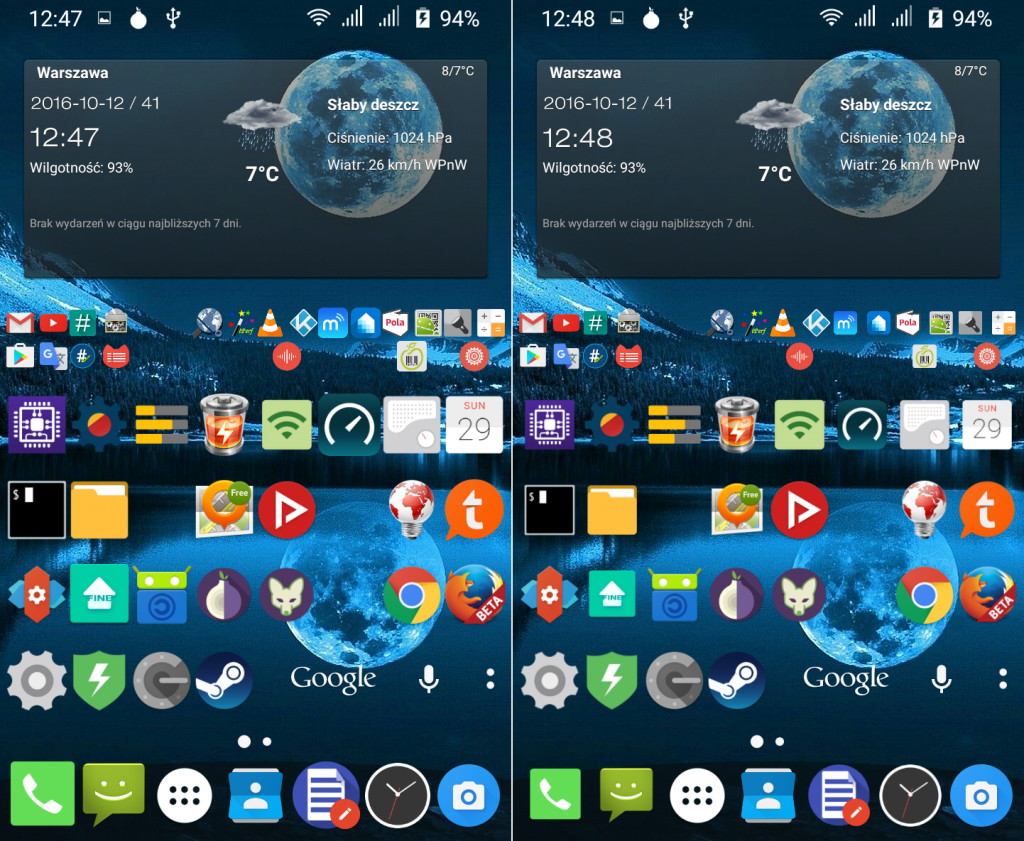 12:47 94%
Warszawa 8/7°C
2016-10-12 / 41 Słaby deszcz
12:47 Ciśnienie: 1024 hPa
Wilgotność: 93% 7°C Wiatr: 26 km/h WPnW
Brak wydarzeń w ciągu najbliższych 7 dni.
Pola
SUN
29
$
Free
FINE
BETA
Google
12:48 94%
Warszawa 8/7°C
2016-10-12 / 41 Słaby deszcz
12:48 Ciśnienie: 1024 hPa
Wilgotność: 93% 7°C Wiatr: 26 km/h WPnW
Brak wydarzeń w ciągu najbliższych 7 dni.
Pola
SUN
29
$
Free
FINE
BETA
Google